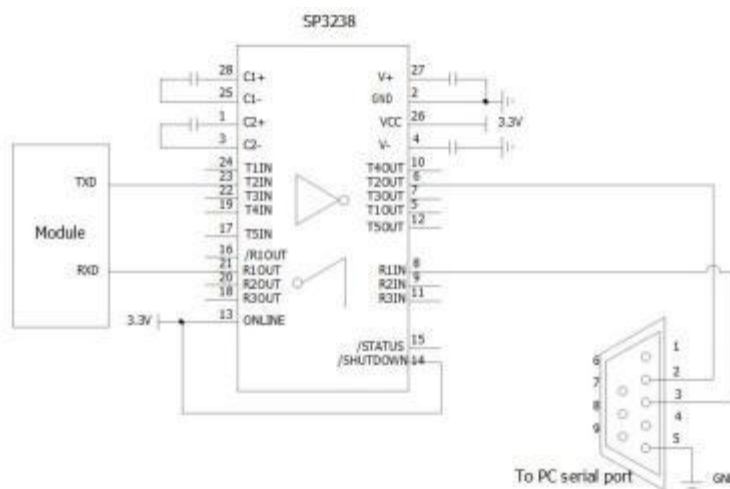 SP3238
28 C1+ V+ 27
25 C1- GND 2
1 C2+ VCC 26 3.3V
3 C2- V- 4
24 T1IN T4OUT 10
TXD 23 T2IN T2OUT 6
22 T3IN T3OUT 7
19 T4IN T1OUT 5
17 T5IN T5OUT 12
Module
16 /R1OUT
RXD 21 R1OUT R1IN 8
20 R2OUT R2IN 9
18 R3OUT R3IN 11
3.3V 13 ONLINE
/STATUS 15
/SHUTDOWN 14
1
6
2
7
3
8
4
9
5
To PC serial port